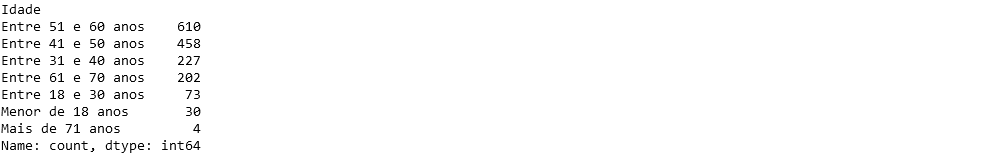 Idade
Entre 51 e 60 anos    610
Entre 41 e 50 anos    458
Entre 31 e 40 anos    227
Entre 61 e 70 anos    202
Entre 18 e 30 anos     73
Menor de 18 anos       30
Mais de 71 anos         4
Name: count, dtype: int64